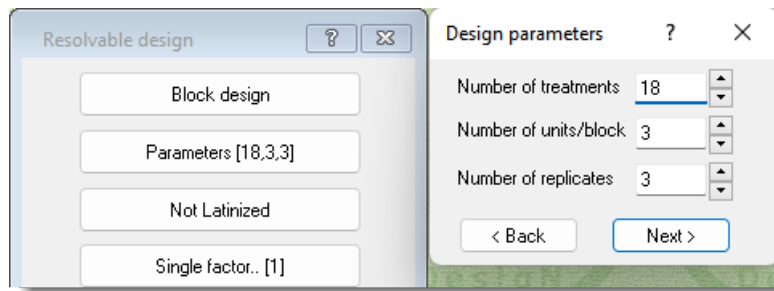 Resolvable design
Block design
Parameters [18,3,3]
Not Latinized
Single factor.. [1]
Design parameters ?
Number of treatments 18
Number of units/block 3
Number of replicates 3
< Back Next >